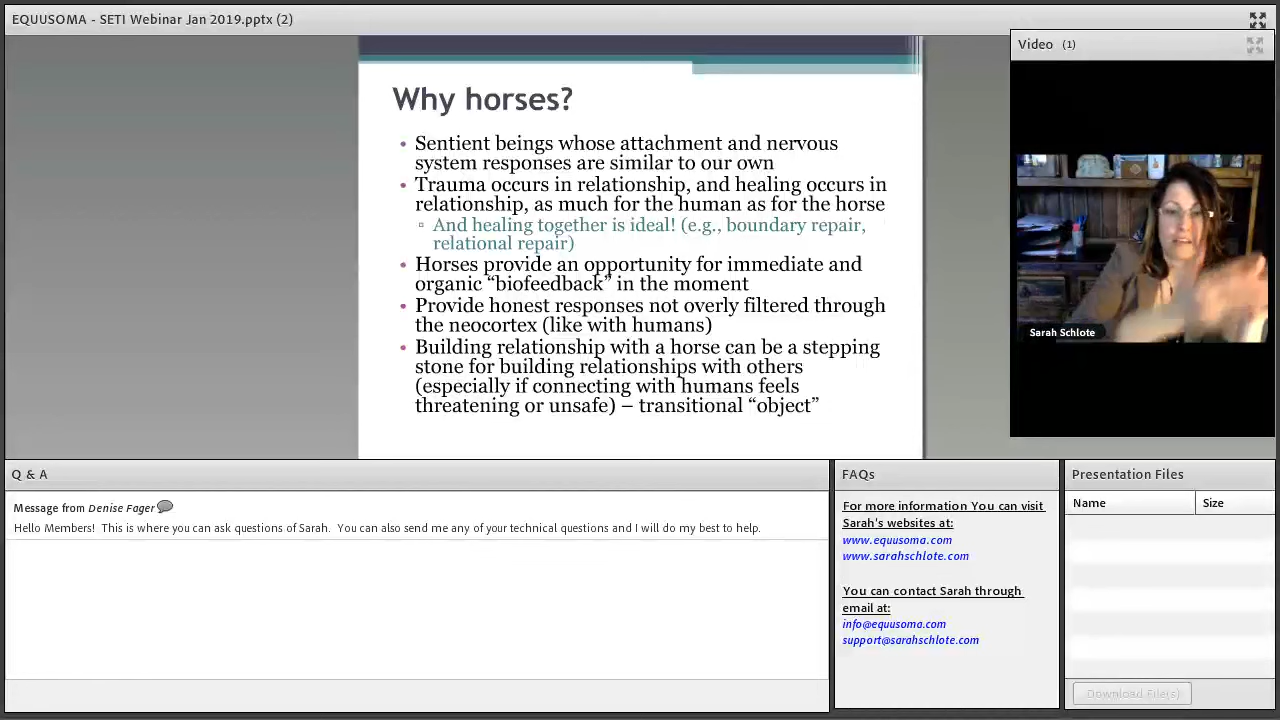 EQUUSOMA - SETI Webinar Jan 2019.pptx (2)
Video (1)
Why horses?
• Sentient beings whose attachment and nervous
system responses are similar to our own
• Trauma occurs in relationship, and healing occurs in
relationship, as much for the human as for the horse
▫ And healing together is ideal! (e.g., boundary repair,
relational repair)
• Horses provide an opportunity for immediate and
organic “biofeedback” in the moment
• Provide honest responses not overly filtered through
the neocortex (like with humans)
• Building relationship with a horse can be a stepping
stone for building relationships with others
(especially if connecting with humans feels
threatening or unsafe) – transitional “object”
Sarah Schlote
Q & A
Message from Denise Fager
Hello Members! This is where you can ask questions of Sarah. You can also send me any of your technical questions and I will do my best to help.
FAQs
For more information You can visit
Sarah's websites at:
www.equusoma.com
www.sarahschlote.com
You can contact Sarah through
email at:
info@equusoma.com
support@sarahschlote.com
Presentation Files
Name Size
Download File(s)